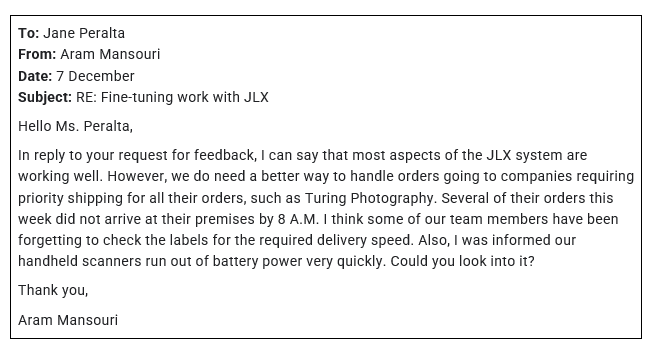 To: Jane Peralta
From: Aram Mansouri
Date: 7 December
Subject: RE: Fine-tuning work with JLX
Hello Ms. Peralta,
In reply to your request for feedback, I can say that most aspects of the JLX system are
working well. However, we do need a better way to handle orders going to companies requiring
priority shipping for all their orders, such as Turing Photography. Several of their orders this
week did not arrive at their premises by 8 A.M. I think some of our team members have been
forgetting to check the labels for the required delivery speed. Also, I was informed our
handheld scanners run out of battery power very quickly. Could you look into it?
Thank you,
Aram Mansouri